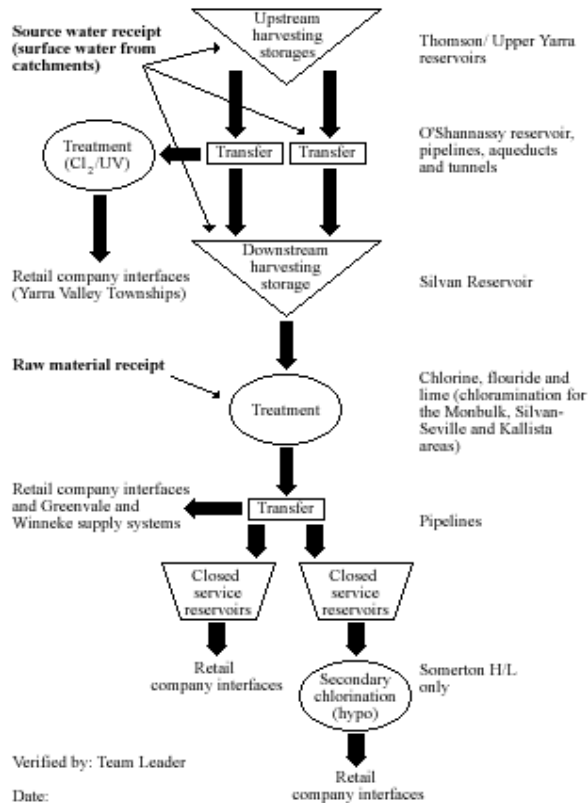 Source water receipt
(surface water from
catchments)
Upstream
harvesting
storages
Thomson/ Upper Yarra
reservoirs
Treatment
(Cl2/UV)
Transfer
Transfer
O'Shannassy reservoir,
pipelines, aqueducts
and tunnels
Retail company interfaces
(Yarra Valley Townships)
Downstream
harvesting
storage
Silvan Reservoir
Raw material receipt
Treatment
Chlorine, flouride and
lime (chloramination for
the Monbulk, Silvan-
Seville and Kallista
areas)
Retail company interfaces
and Greenvale and
Winneke supply systems
Transfer
Pipelines
Closed
service
reservoirs
Closed
service
reservoirs
Retail
company interfaces
Secondary
chlorination
(hypo)
Somerton H/L
only
Verified by: Team Leader
Date:
Retail
company interfaces